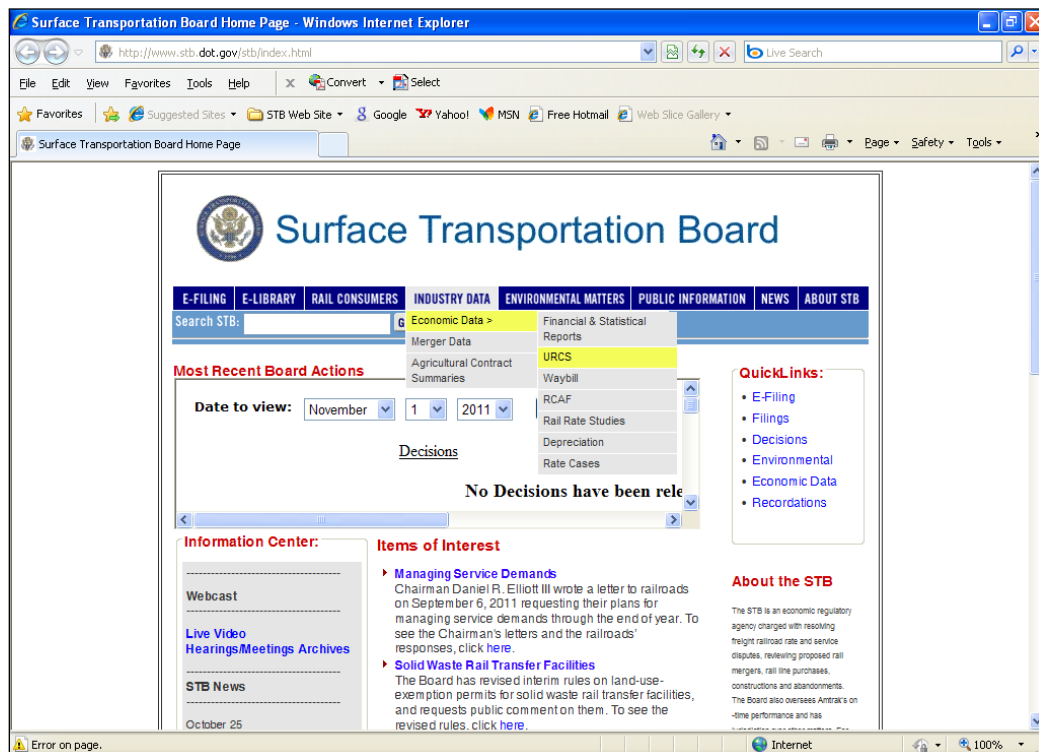 Surface Transportation Board Home Page - Windows Internet Explorer
http://www.stb.dot.gov/stb/index.html
Live Search
File Edit View Favorites Tools Help x Convert Select
Favorites Suggested Sites STB Web Site Google Yahoo! MSN Free Hotmail Web Slice Gallery
Surface Transportation Board Home Page
Page Safety Tools »
Surface Transportation Board
E-FILING E-LIBRARY RAIL CONSUMERS INDUSTRY DATA ENVIRONMENTAL MATTERS PUBLIC INFORMATION NEWS ABOUT STB
Search STB: G
Economic Data >
Merger Data
Agricultural Contract
Summaries
Financial & Statistical
Reports
URCS
Waybill
RCAF
Rail Rate Studies
Depreciation
Rate Cases
Most Recent Board Actions
Date to view: November 1 2011
Decisions
No Decisions have been rele
QuickLinks:
• E-Filing
• Filings
• Decisions
• Environmental
• Economic Data
• Recordations
Information Center:
----------------------------------------
Webcast
----------------------------------------
Live Video
Hearings/Meetings Archives
----------------------------------------
STB News
----------------------------------------
October 25
Items of Interest
Managing Service Demands
Chairman Daniel R. Elliott III wrote a letter to railroads
on September 6, 2011 requesting their plans for
managing service demands through the end of year. To
see the Chairman's letters and the railroads'
responses, click here.
Solid Waste Rail Transfer Facilities
The Board has revised interim rules on land-use-
exemption permits for solid waste rail transfer facilities,
and requests public comment on them. To see the
revised rules, click here.
About the STB
The STB is an economic regulatory
agency charged with resolving
freight railroad rate and service
disputes, reviewing proposed rail
mergers, rail line purchases,
constructions and abandonments.
The Board also oversees Amtrak's on
-time performance and has
Error on page.
Internet
100%